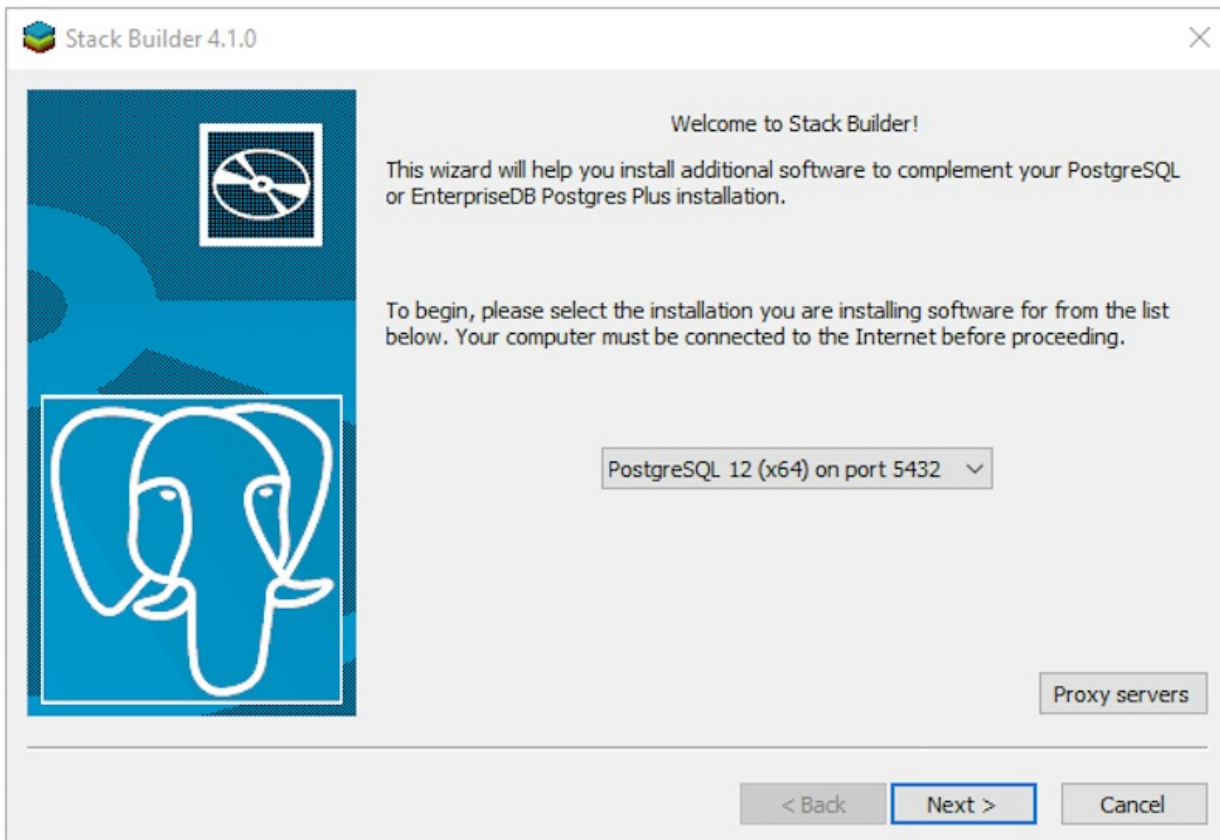 Stack Builder 4.1.0
Welcome to Stack Builder!
This wizard will help you install additional software to complement your PostgreSQL
or EnterpriseDB Postgres Plus installation.
To begin, please select the installation you are installing software for from the list
below. Your computer must be connected to the Internet before proceeding.
PostgreSQL 12 (x64) on port 5432
Proxy servers
< Back
Next >
Cancel